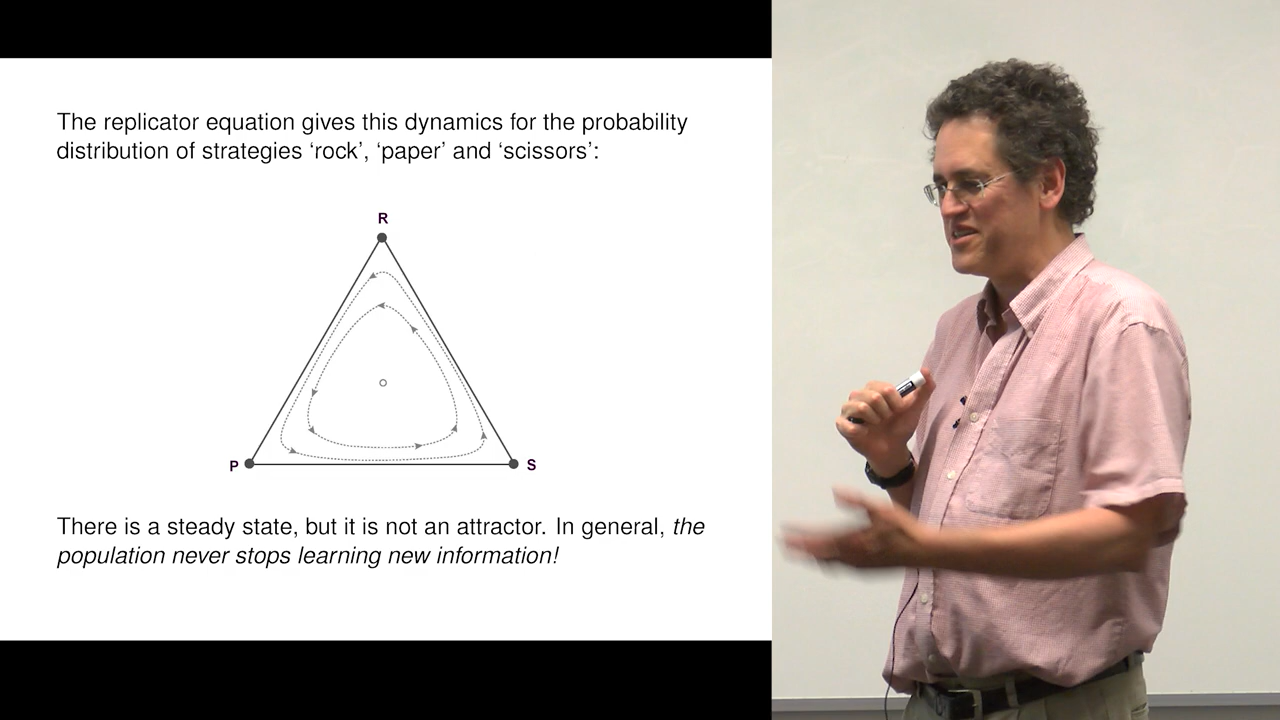 The replicator equation gives this dynamics for the probability
distribution of strategies ‘rock’, ‘paper’ and ‘scissors’:
R
P
S
There is a steady state, but it is not an attractor. In general, the
population never stops learning new information!